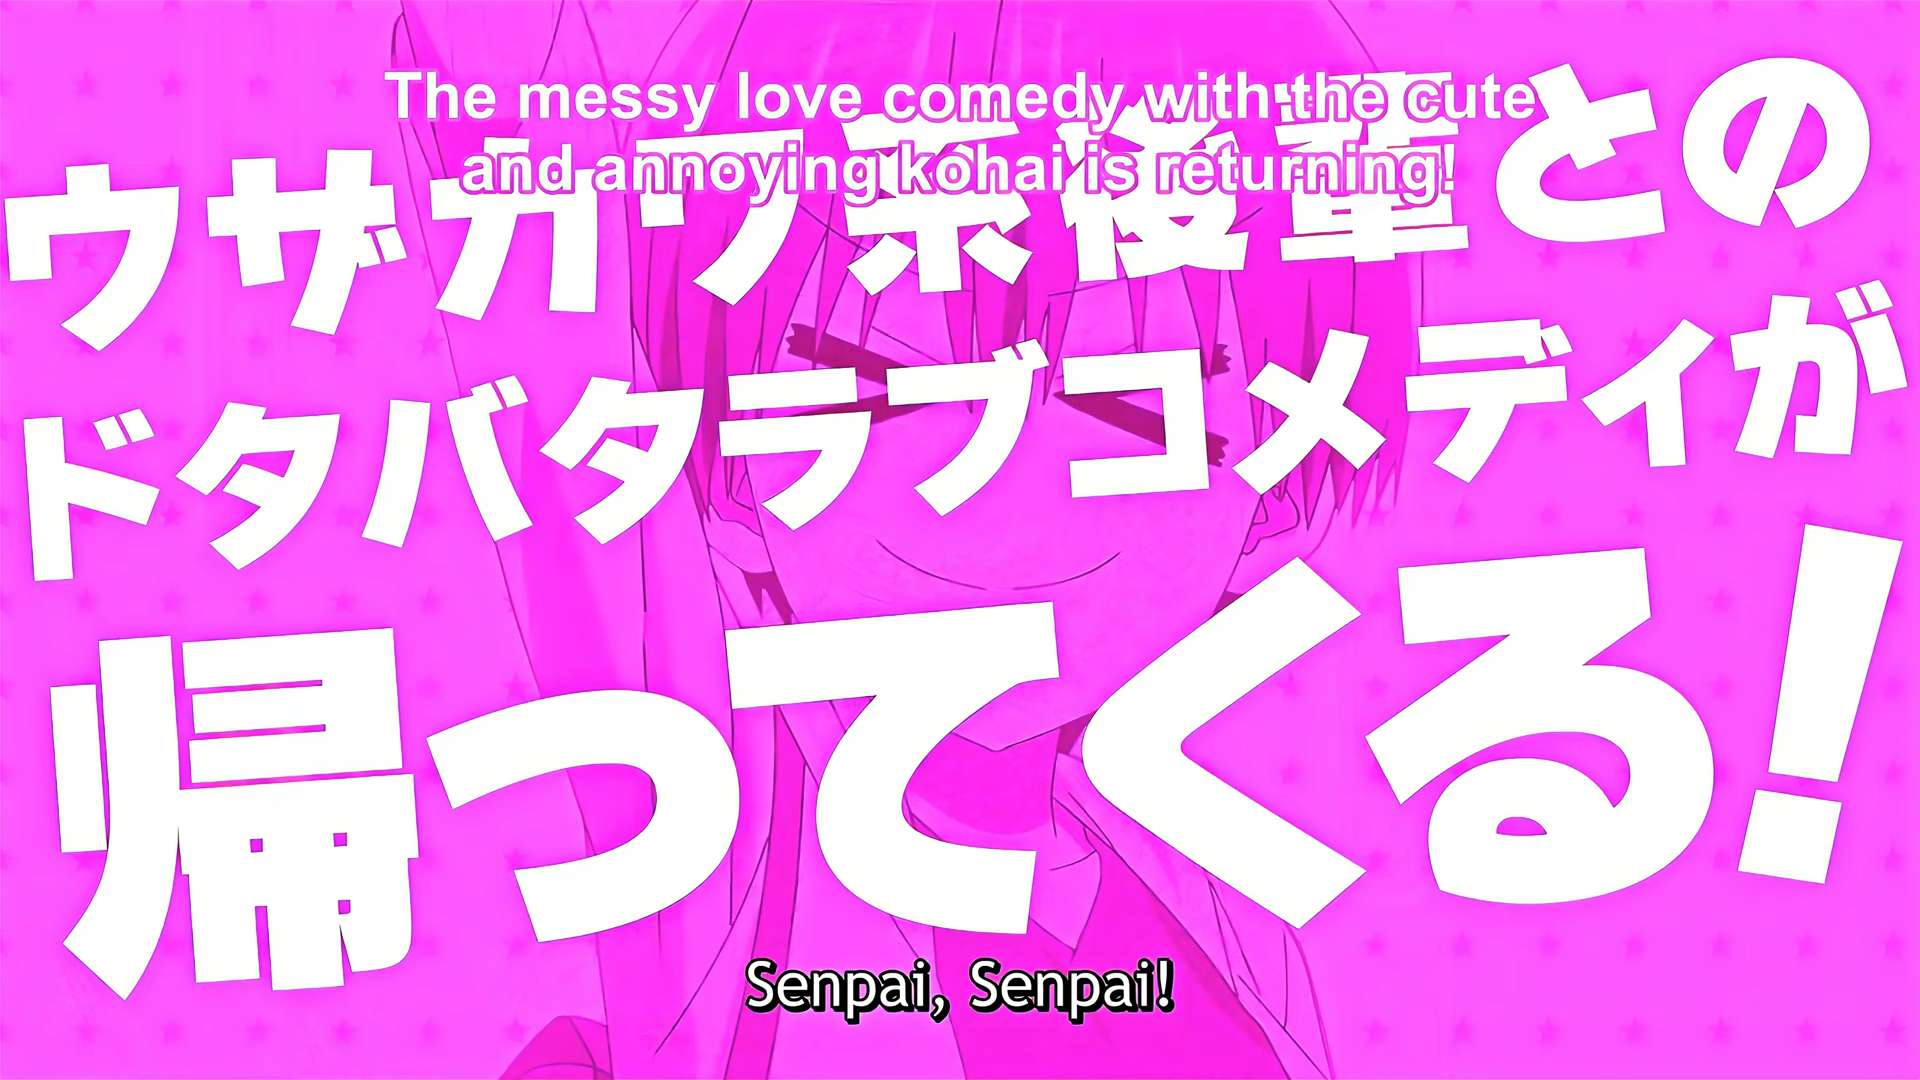 The messy love comedy with the cute
and annoying kohai is returning!
ウザカワ系後輩との
ドタバタラブコメディが
帰ってくる!
Senpai, Senpai!